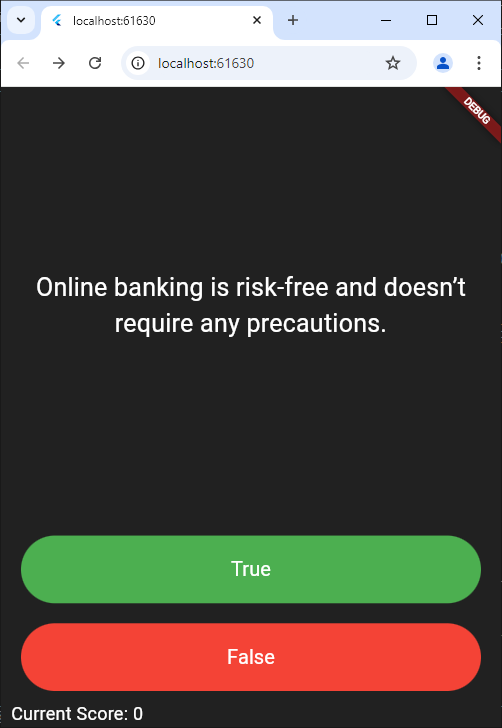 localhost:61630
localhost:61630
DEBUG
Online banking is risk-free and doesn’t
require any precautions.
True
False
Current Score: 0